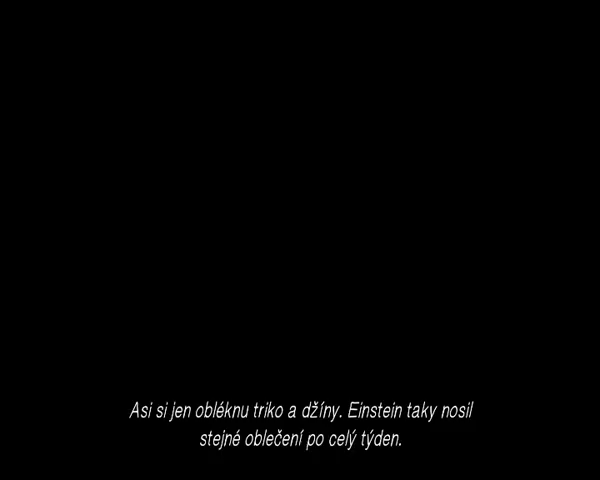 Asi si jen obléknu triko a džíny. Einstein taky nosil
stejné oblečení po celý týden.